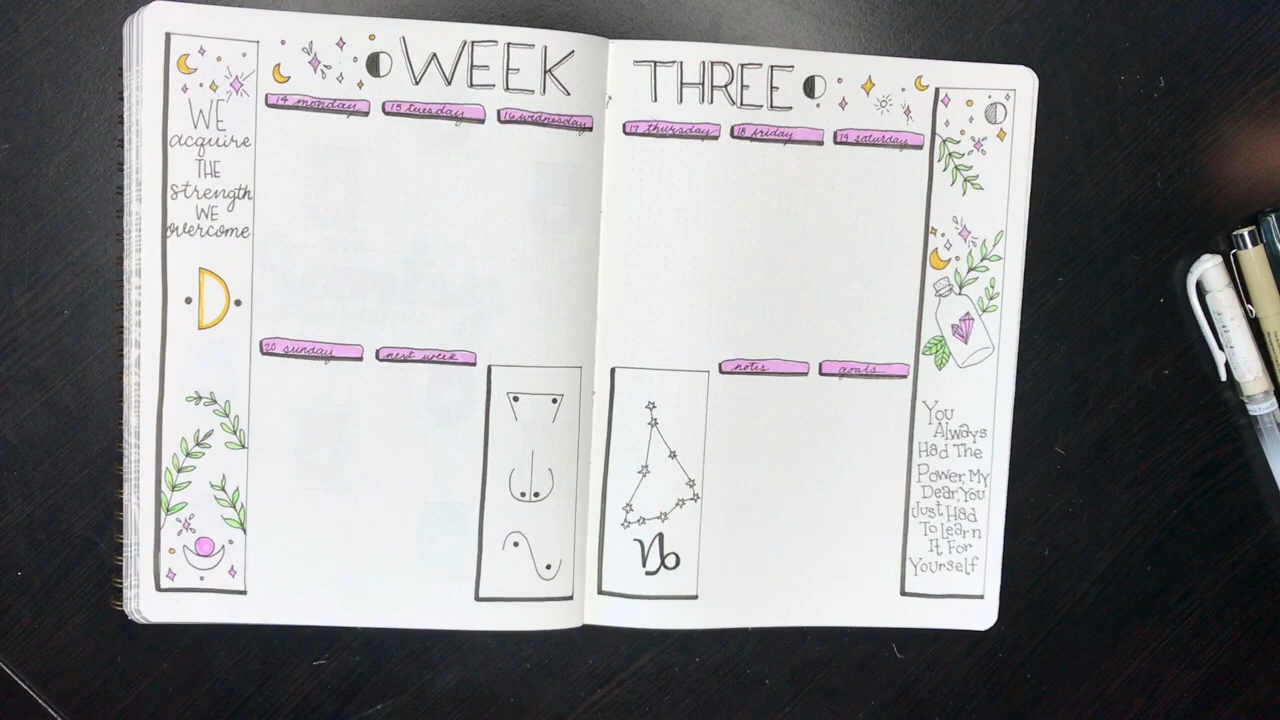 WEEK THREE
WE
acquire
THE
strength
WE
overcome
14 monday
15 tuesday
16 wednesday
17 thursday
18 friday
19 saturday
20 sunday
next week
notes
goals
You
Always
Had The
Power, My
Dear, You
Just Had
To learn
It For
Yourself